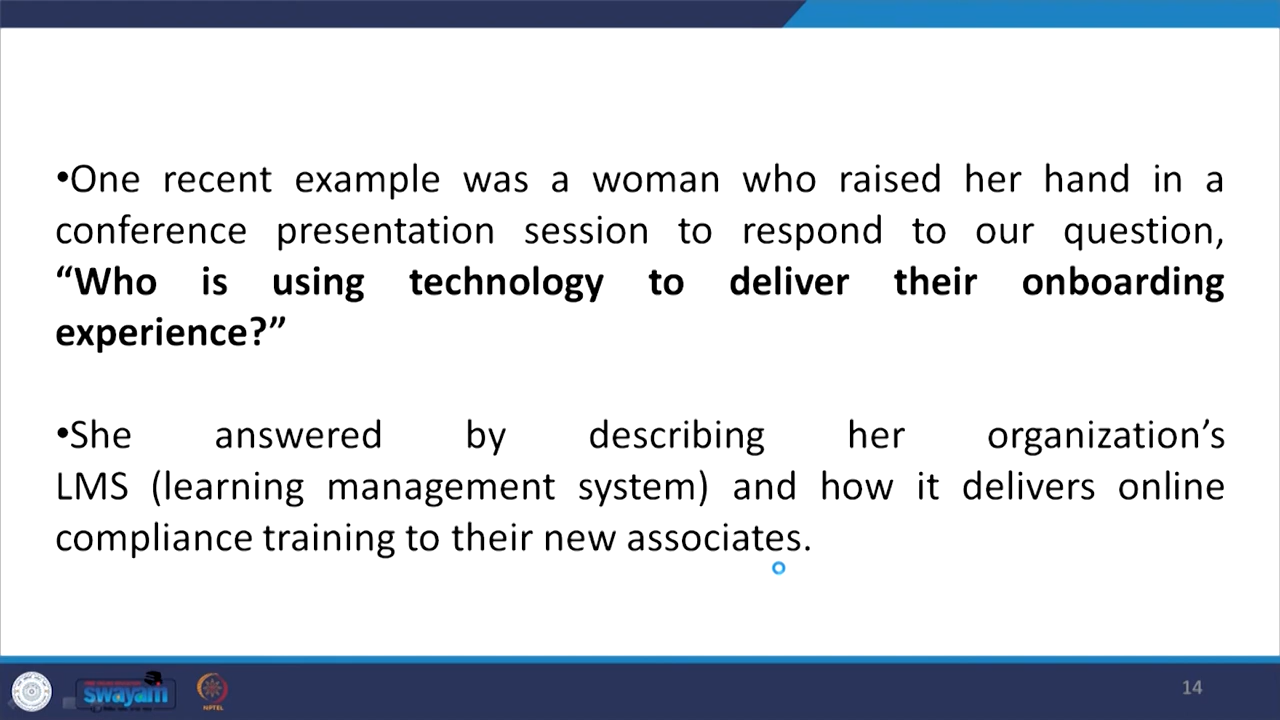 •One recent example was a woman who raised her hand in a
conference presentation session to respond to our question,
“Who is using technology to deliver their onboarding
experience?”
•She answered by describing her organization’s
LMS (learning management system) and how it delivers online
compliance training to their new associates.
swayam
NPTEL
14